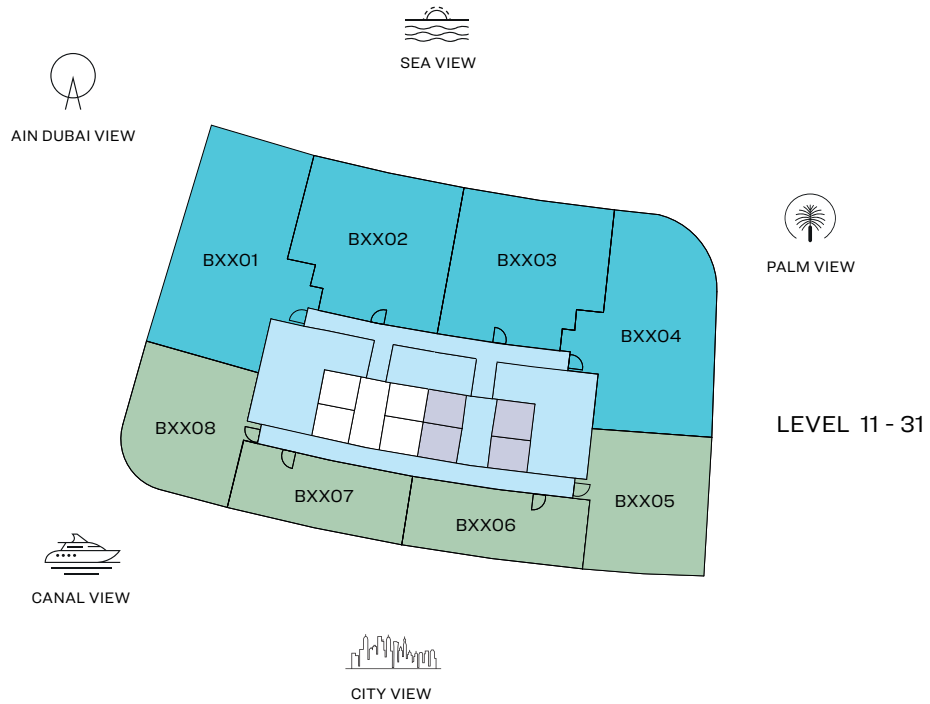 SEA VIEW
AIN DUBAI VIEW
PALM VIEW
BXX01
BXX02
BXX03
BXX04
LEVEL 11 - 31
BXX08
BXX07
BXX06
BXX05
CANAL VIEW
CITY VIEW